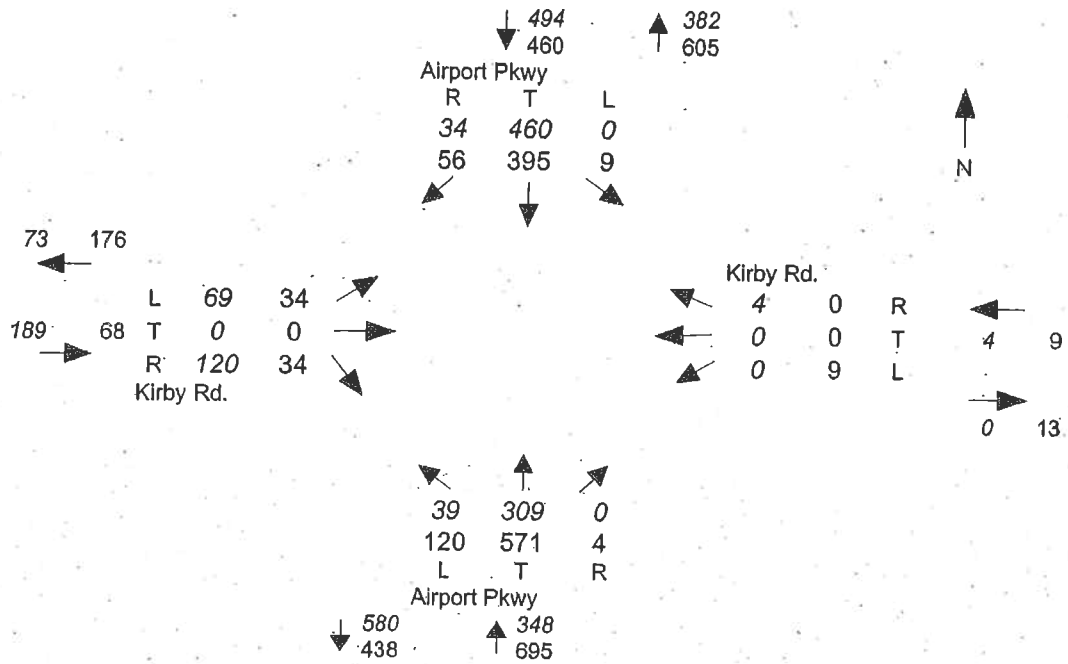 494 382
460 605
Airport Pkwy
R T L
34 460 0
56 395 9
N
73 176
Kirby Rd.
L 69 34 4 0 R
189 68 T 0 0 0 0 T 4 9
R 120 34 0 9 L
Kirby Rd.
0 13
39 309 0
120 571 4
L T R
Airport Pkwy
580 348
438 695